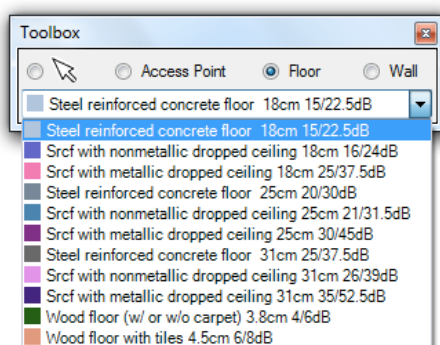 Toolbox
Access Point
Floor
Wall
Steel reinforced concrete floor 18cm 15/22.5dB
Steel reinforced concrete floor 18cm 15/22.5dB
Srcf with nonmetallic dropped ceiling 18cm 16/24dB
Srcf with metallic dropped ceiling 18cm 25/37.5dB
Steel reinforced concrete floor 25cm 20/30dB
Srcf with nonmetallic dropped ceiling 25cm 21/31.5dB
Srcf with metallic dropped ceiling 25cm 30/45dB
Steel reinforced concrete floor 31cm 25/37.5dB
Srcf with nonmetallic dropped ceiling 31cm 26/39dB
Srcf with metallic dropped ceiling 31cm 35/52.5dB
Wood floor (w/ or w/o carpet) 3.8cm 4/6dB
Wood floor with tiles 4.5cm 6/8dB